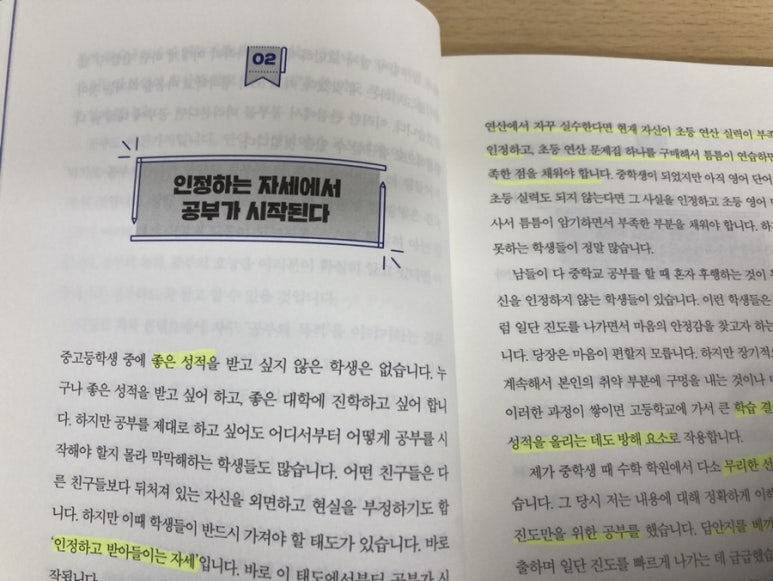 02
인정하는 자세에서
공부가 시작된다
중고등학생 중에 좋은 성적을 받고 싶지 않은 학생은 없습니다. 누
구나 좋은 성적을 받고 싶어 하고, 좋은 대학에 진학하고 싶어 합니
다. 하지만 공부를 제대로 하고 싶어도 어디서부터 어떻게 공부를 시
작해야 할지 몰라 막막해하는 학생들도 많습니다. 어떤 친구들은 다
른 친구들보다 뒤처져 있는 자신을 외면하고 현실을 부정하기도 합
니다. 하지만 이때 학생들이 반드시 가져야 할 태도가 있습니다. 바로
'인정하고 받아들이는 자세'입니다. 바로 이 태도에서부터 공부가 시
작됩니다.
연산에서 자꾸 실수한다면 현재 자신이 초등 연산 실력이
인정하고, 초등 연산 문제집 하나를 구매해서 틈틈이 연습하면
족한 점을 채워야 합니다. 중학생이 되었지만 아직 영어 단어
초등 실력도 되지 않는다면 그 사실을 인정하고 초등 영어
사서 틈틈이 암기하면서 부족한 부분을 채워야 합니다.
못하는 학생들이 정말 많습니다.
남들이 다 중학교 공부를 할 때 혼자 후행하는 것이
신을 인정하지 않는 학생들이 있습니다. 이런 학생들은
럼 일단 진도를 나가면서 마음의 안정감을 찾고자 하는
니다. 당장은 마음이 편할지 모릅니다. 하지만 장기적으
계속해서 본인의 취약 부분에 구멍을 내는 것이나
이러한 과정이 쌓이면 고등학교에 가서 큰 학습 결
성적을 올리는 데도 방해 요소로 작용합니다.
제가 중학생 때 수학 학원에서 다소 무리한 선
습니다. 그 당시 저는 내용에 대해 정확하게 이해
진도만을 위한 공부를 했습니다. 답안지를 베끼
출하며 일단 진도를 빠르게 나가는 데 급급했습